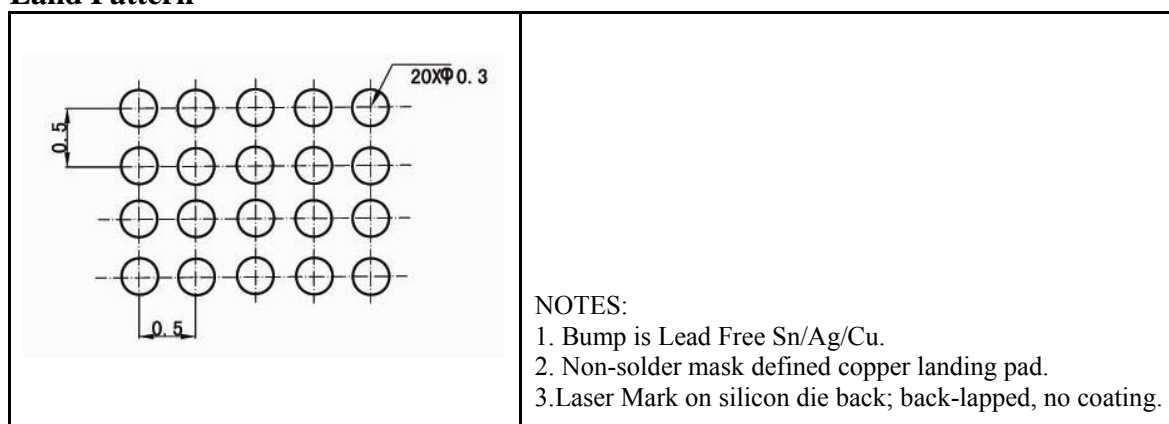 Land Pattern
20XΦ0.3
0.5
0.5
NOTES:
1. Bump is Lead Free Sn/Ag/Cu.
2. Non-solder mask defined copper landing pad.
3.Laser Mark on silicon die back; back-lapped, no coating.